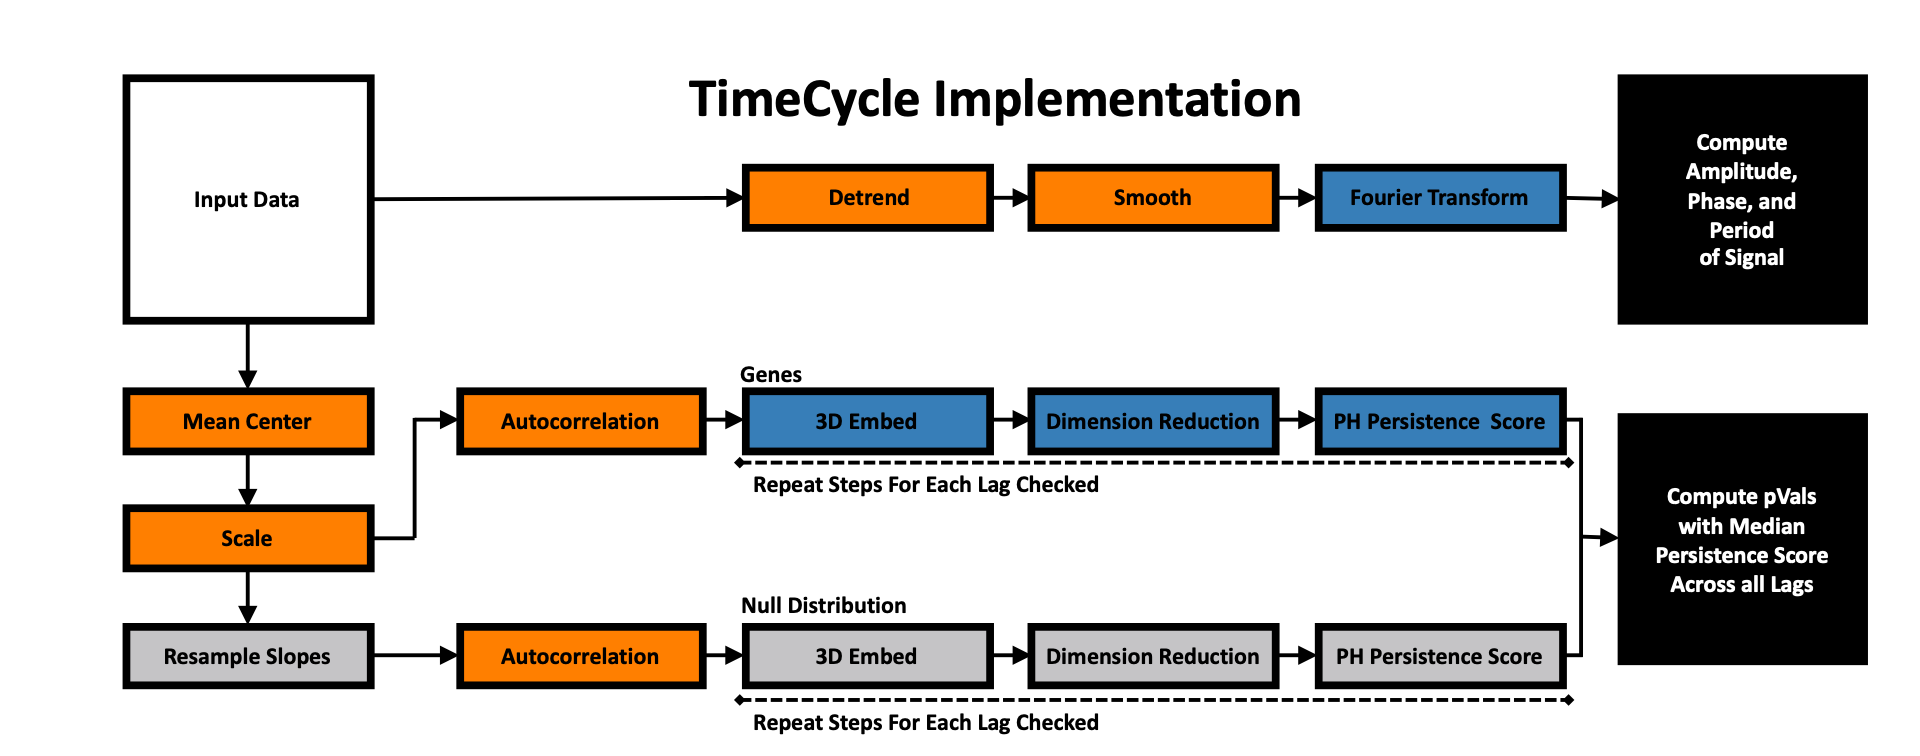 TimeCycle Implementation
Input Data
Detrend
Smooth
Fourier Transform
Compute
Amplitude,
Phase, and
Period
of Signal
Genes
Mean Center
Autocorrelation
3D Embed
Dimension Reduction
PH Persistence Score
Repeat Steps For Each Lag Checked
Scale
Compute pVals
with Median
Persistence Score
Across all Lags
Null Distribution
Resample Slopes
Autocorrelation
3D Embed
Dimension Reduction
PH Persistence Score
Repeat Steps For Each Lag Checked